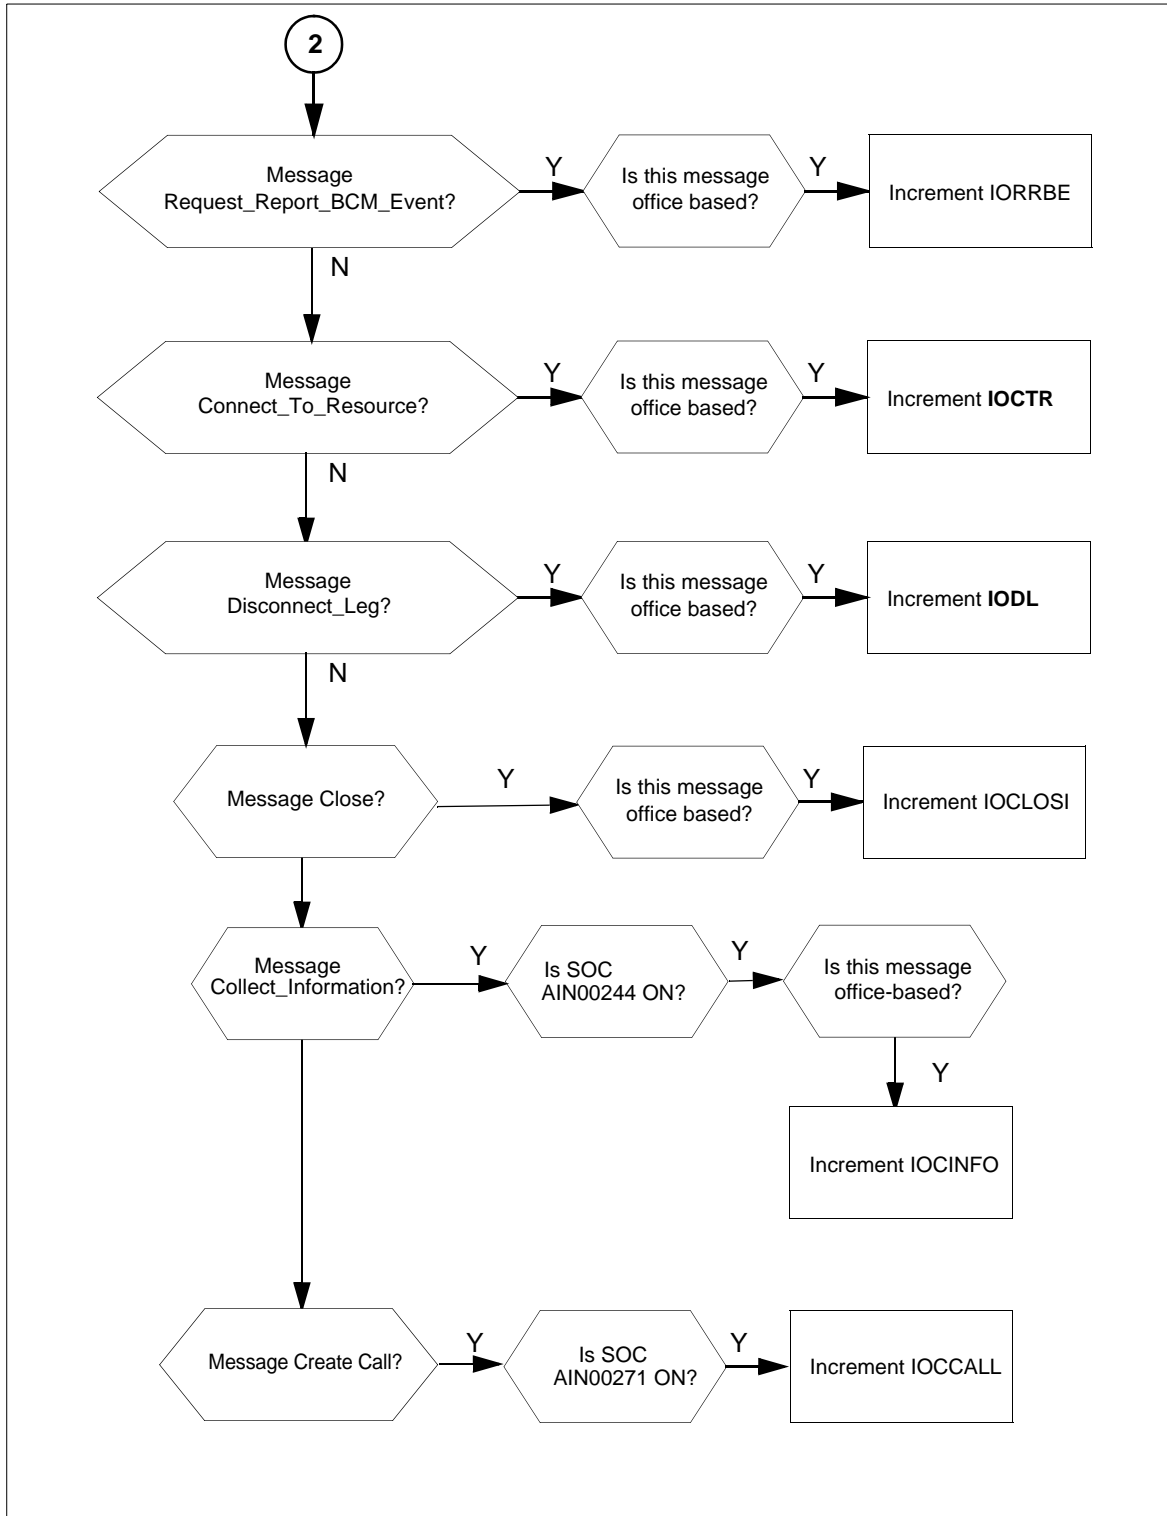 2
Message
Request_Report_BCM_Event?
Y
Is this message
office based?
Y
Increment IORRBE
N
Message
Connect_To_Resource?
Y
Is this message
office based?
Y
Increment IOCTR
N
Message
Disconnect_Leg?
Y
Is this message
office based?
Y
Increment IODL
N
Message Close?
Y
Is this message
office based?
Y
Increment IOCLOSI
Message
Collect_Information?
Y
Is SOC
AIN00244 ON?
Y
Is this message
office-based?
Y
Increment IOCINFO
Message Create Call?
Y
Is SOC
AIN00271 ON?
Y
Increment IOCCALL